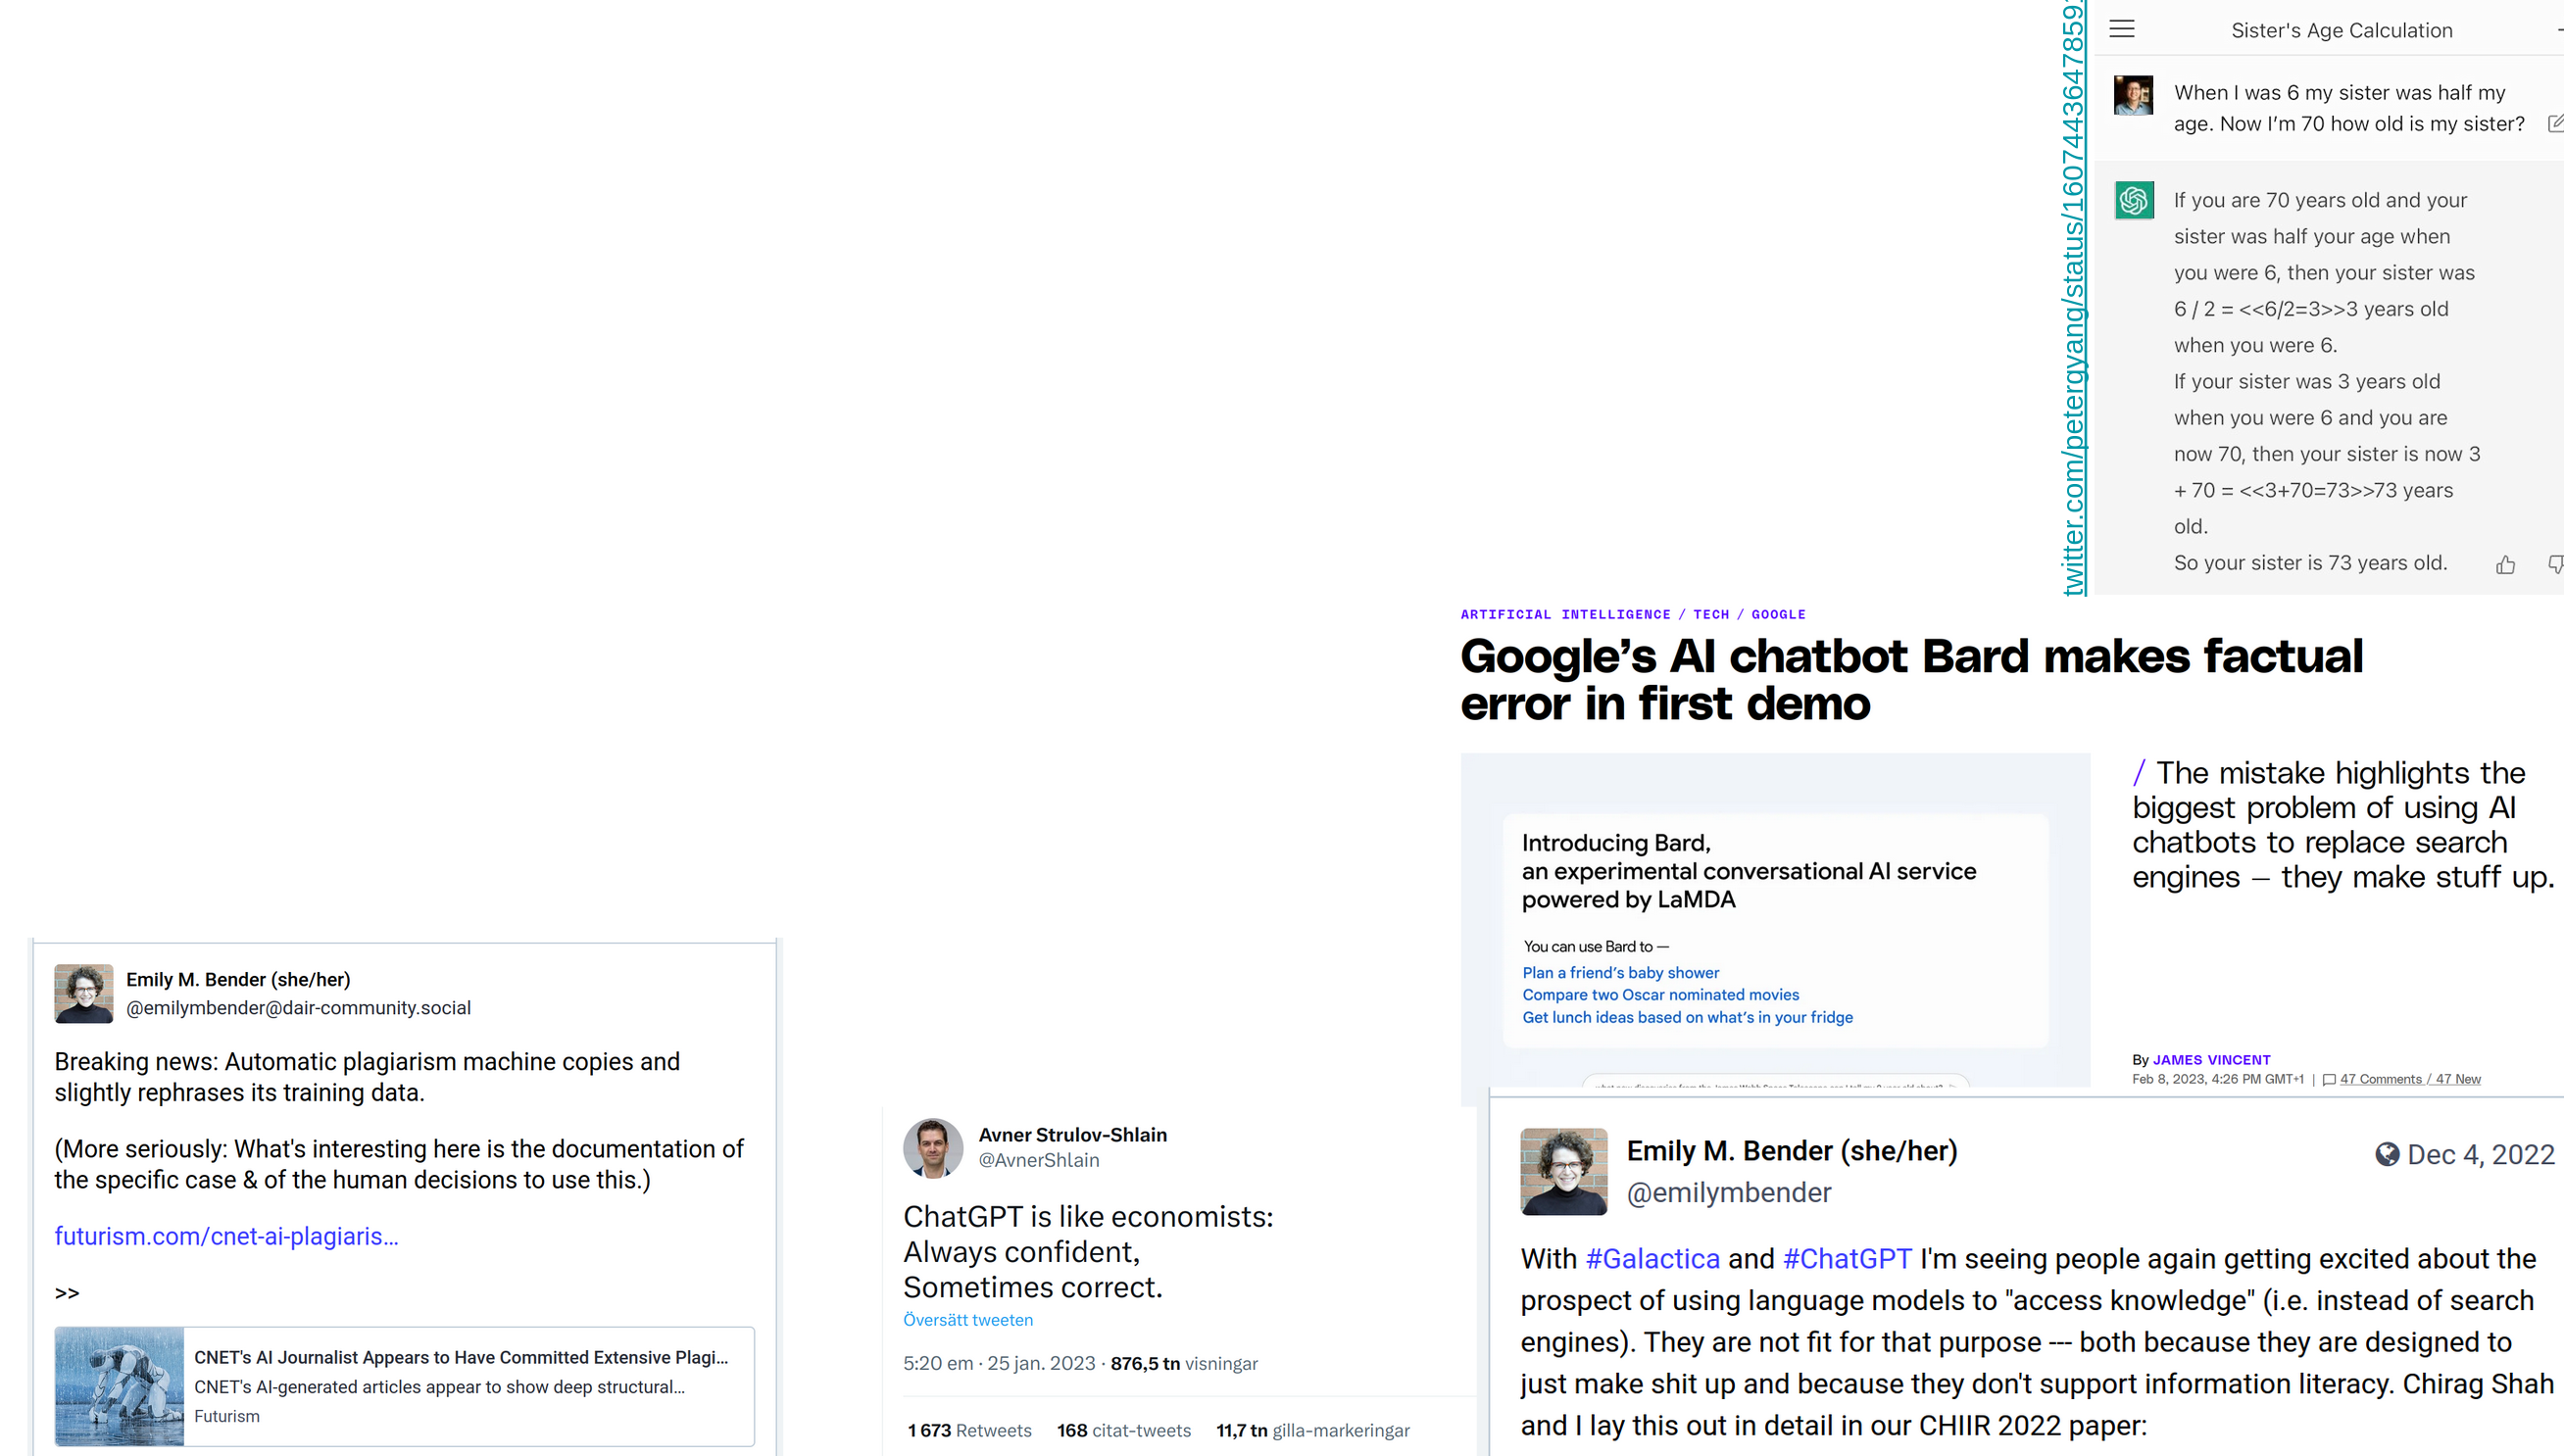 twitter.com/petergyang/status/160744364785
Sister's Age Calculation
When I was 6 my sister was half my
age. Now I'm 70 how old is my sister?
If you are 70 years old and your
sister was half your age when
you were 6, then your sister was
6 / 2 = <<6/2=3>>3 years old
when you were 6.
If your sister was 3 years old
when you were 6 and you are
now 70, then your sister is now 3
+ 70 = <<3+70=73>>73 years
old.
So your sister is 73 years old.
ARTIFICIAL INTELLIGENCE / TECH / GOOGLE
Google's AI chatbot Bard makes factual
error in first demo
/ The mistake highlights the
biggest problem of using AI
chatbots to replace search
engines — they make stuff up.
Introducing Bard,
an experimental conversational AI service
powered by LaMDA
You can use Bard to —
Plan a friend's baby shower
Compare two Oscar nominated movies
Get lunch ideas based on what's in your fridge
By JAMES VINCENT
Feb 8, 2023, 4:26 PM GMT+1 | 47 Comments / 47 New
Emily M. Bender (she/her)
@emilymbender@dair-community.social
Breaking news: Automatic plagiarism machine copies and
slightly rephrases its training data.
(More seriously: What's interesting here is the documentation of
the specific case & of the human decisions to use this.)
futurism.com/cnet-ai-plagiaris...
>>
CNET's AI Journalist Appears to Have Committed Extensive Plagi...
CNET's AI-generated articles appear to show deep structural...
Futurism
Avner Strulov-Shlain
@AvnerShlain
ChatGPT is like economists:
Always confident,
Sometimes correct.
Översätt tweeten
5:20 em · 25 jan. 2023 · 876,5 tn visningar
1 673 Retweets 168 citat-tweets 11,7 tn gilla-markeringar
Emily M. Bender (she/her)
Dec 4, 2022
@emilymbender
With #Galactica and #ChatGPT I'm seeing people again getting excited about the
prospect of using language models to "access knowledge" (i.e. instead of search
engines). They are not fit for that purpose --- both because they are designed to
just make shit up and because they don't support information literacy. Chirag Shah
and I lay this out in detail in our CHIIR 2022 paper: